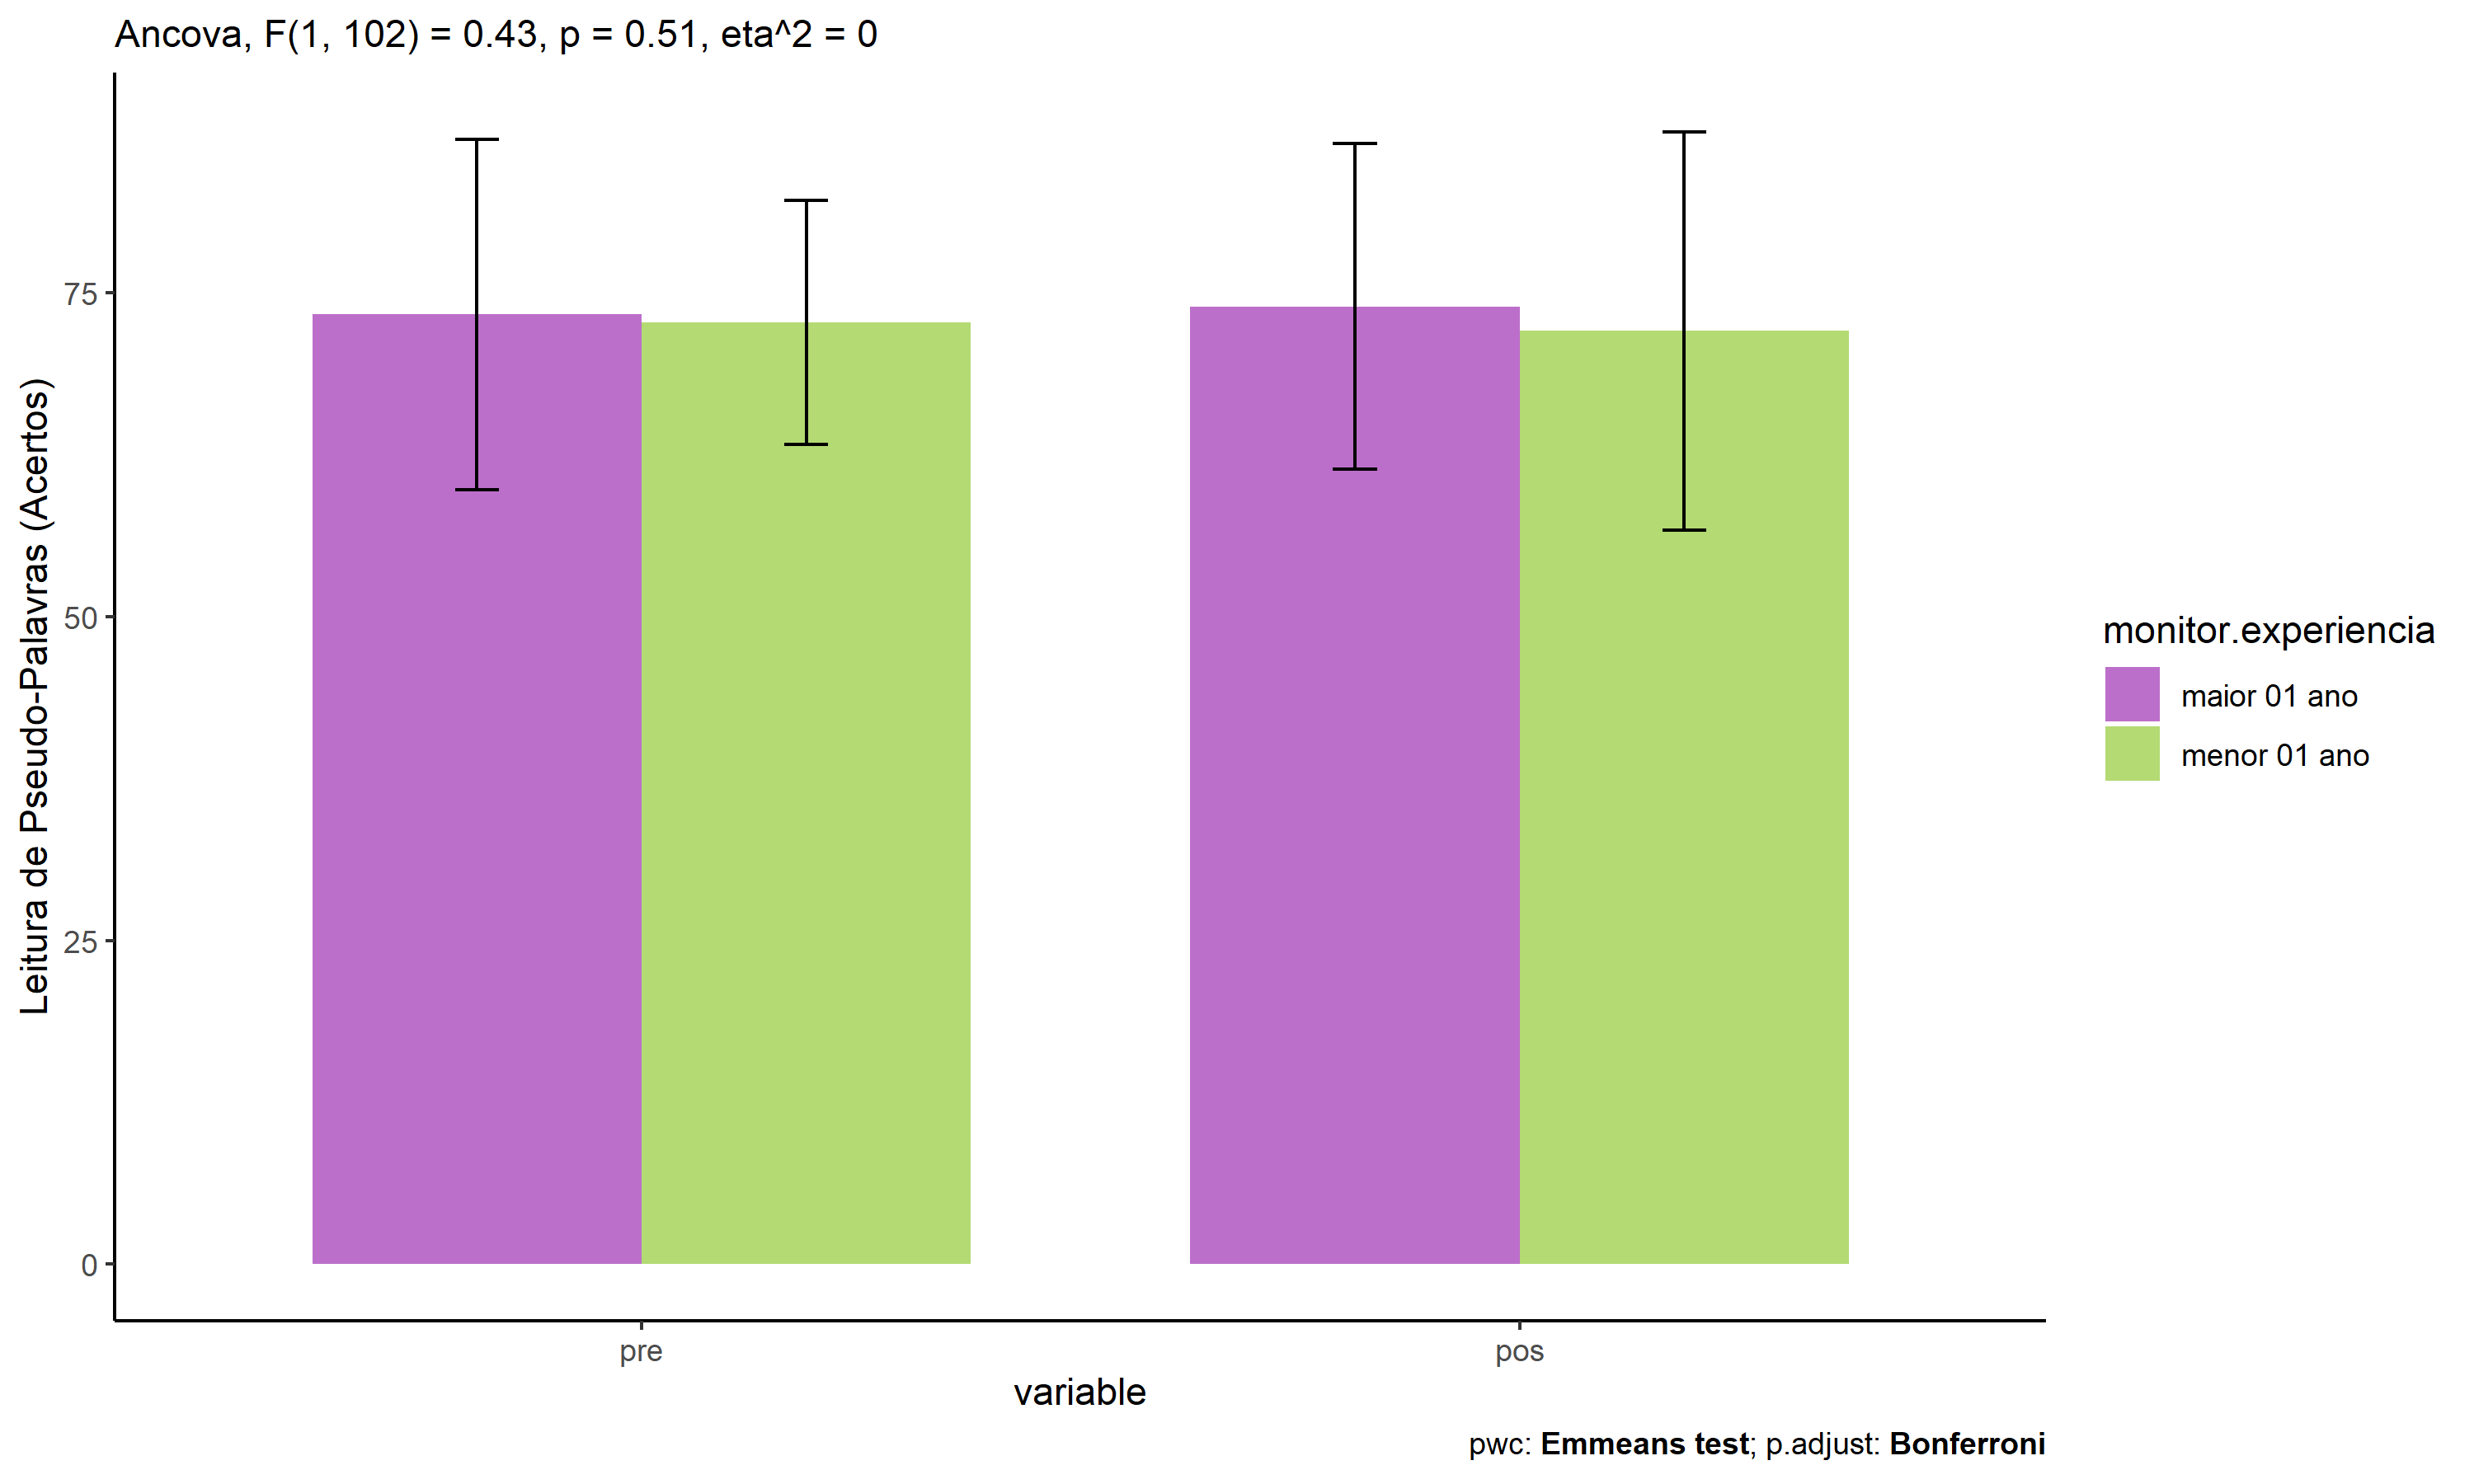 Ancova, F(1, 102) = 0.43, p = 0.51, eta^2 = 0
Leitura de Pseudo-Palavras (Acertos)
75
50
25
0
pre
pos
variable
monitor.experiencia
maior 01 ano
menor 01 ano
pwc: Emmeans test; p.adjust: Bonferroni